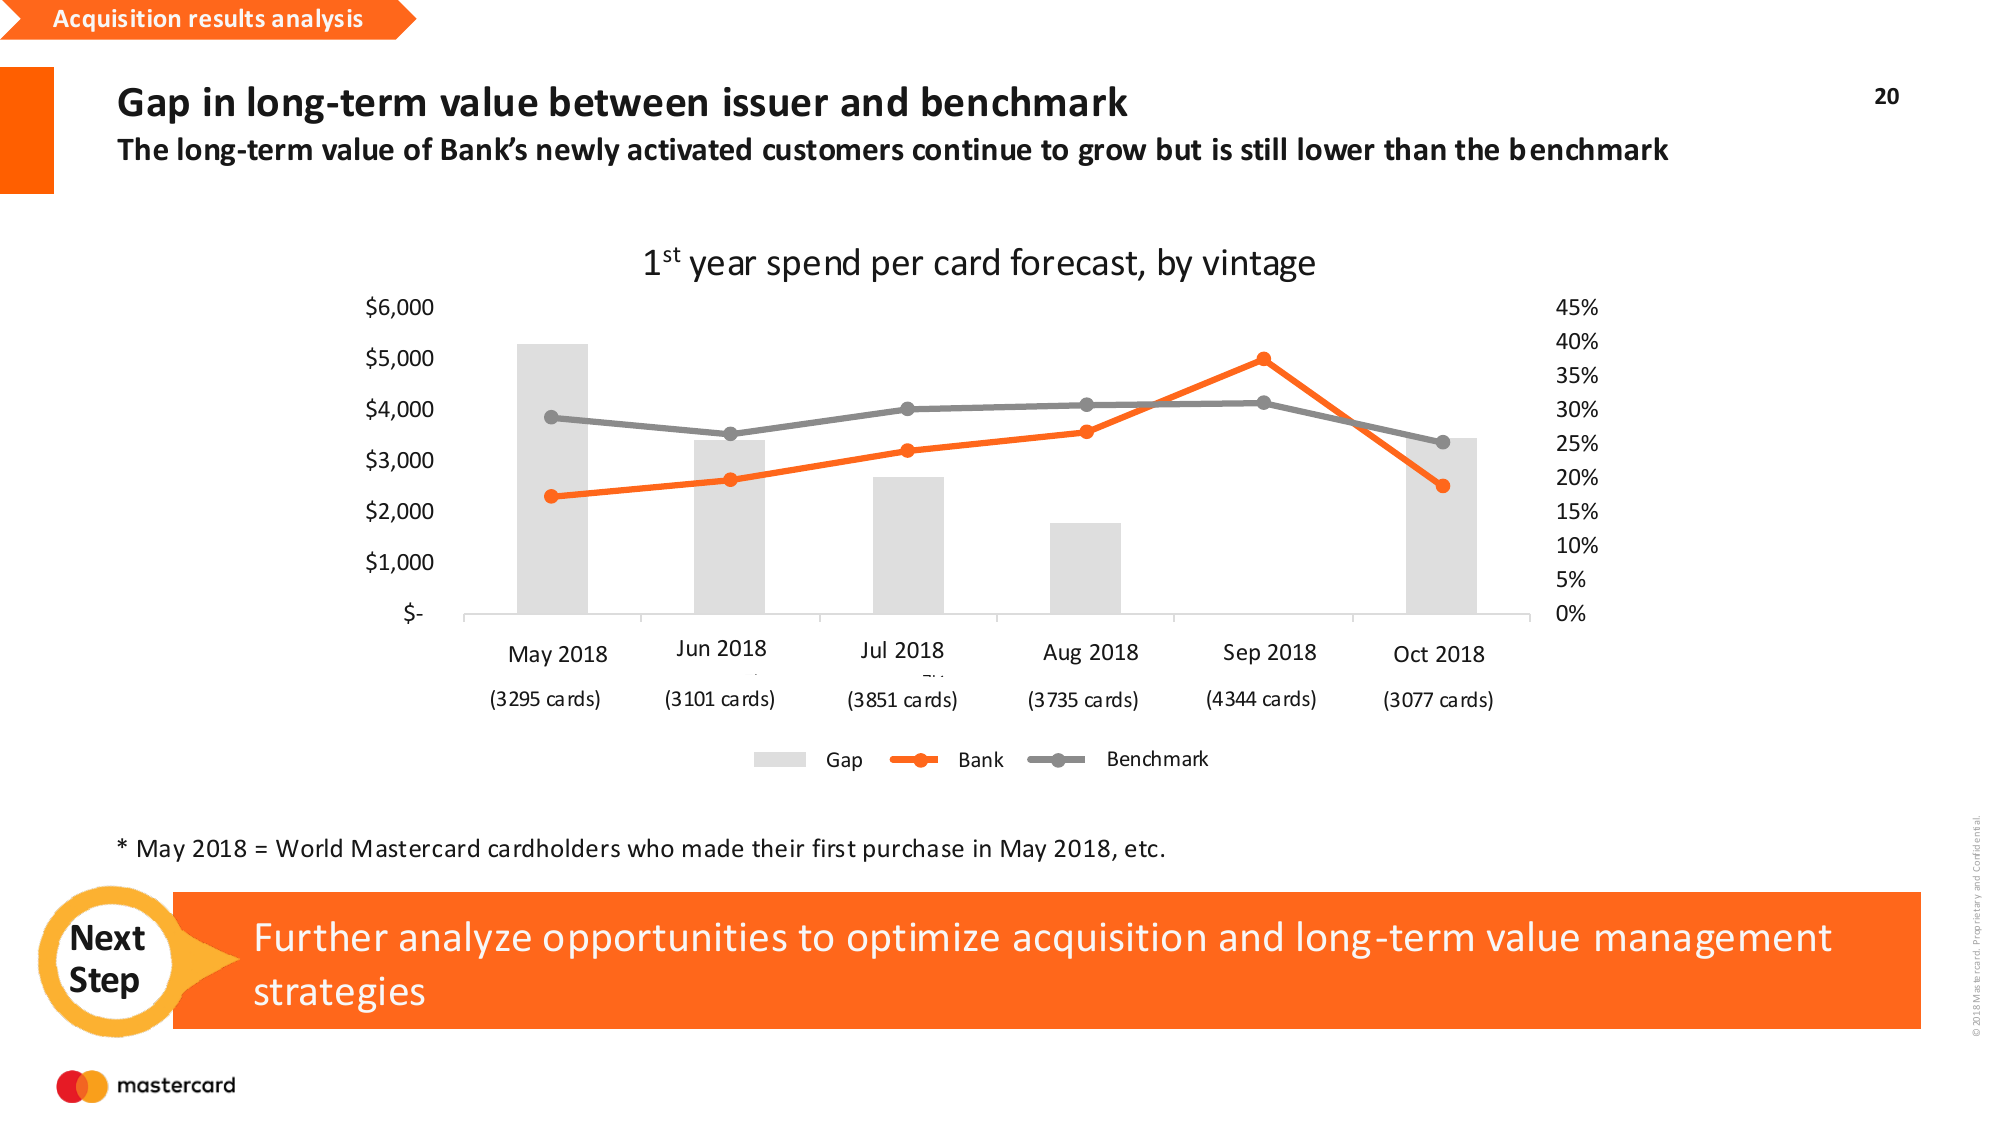 Acquisition results analysis
Gap in long-term value between issuer and benchmark
20
The long-term value of Bank’s newly activated customers continue to grow but is still lower than the benchmark
1st year spend per card forecast, by vintage
$6,000
$5,000
$4,000
$3,000
$2,000
$1,000
$-
45%
40%
35%
30%
25%
20%
15%
10%
5%
0%
May 2018
Jun 2018
Jul 2018
Aug 2018
Sep 2018
Oct 2018
(3295 cards)
(3101 cards)
(3851 cards)
(3735 cards)
(4344 cards)
(3077 cards)
Gap
Bank
Benchmark
* May 2018 = World Mastercard cardholders who made their first purchase in May 2018, etc.
Next
Step
Further analyze opportunities to optimize acquisition and long-term value management
strategies
mastercard
©2018 Mastercard. Proprietary and Confidential.